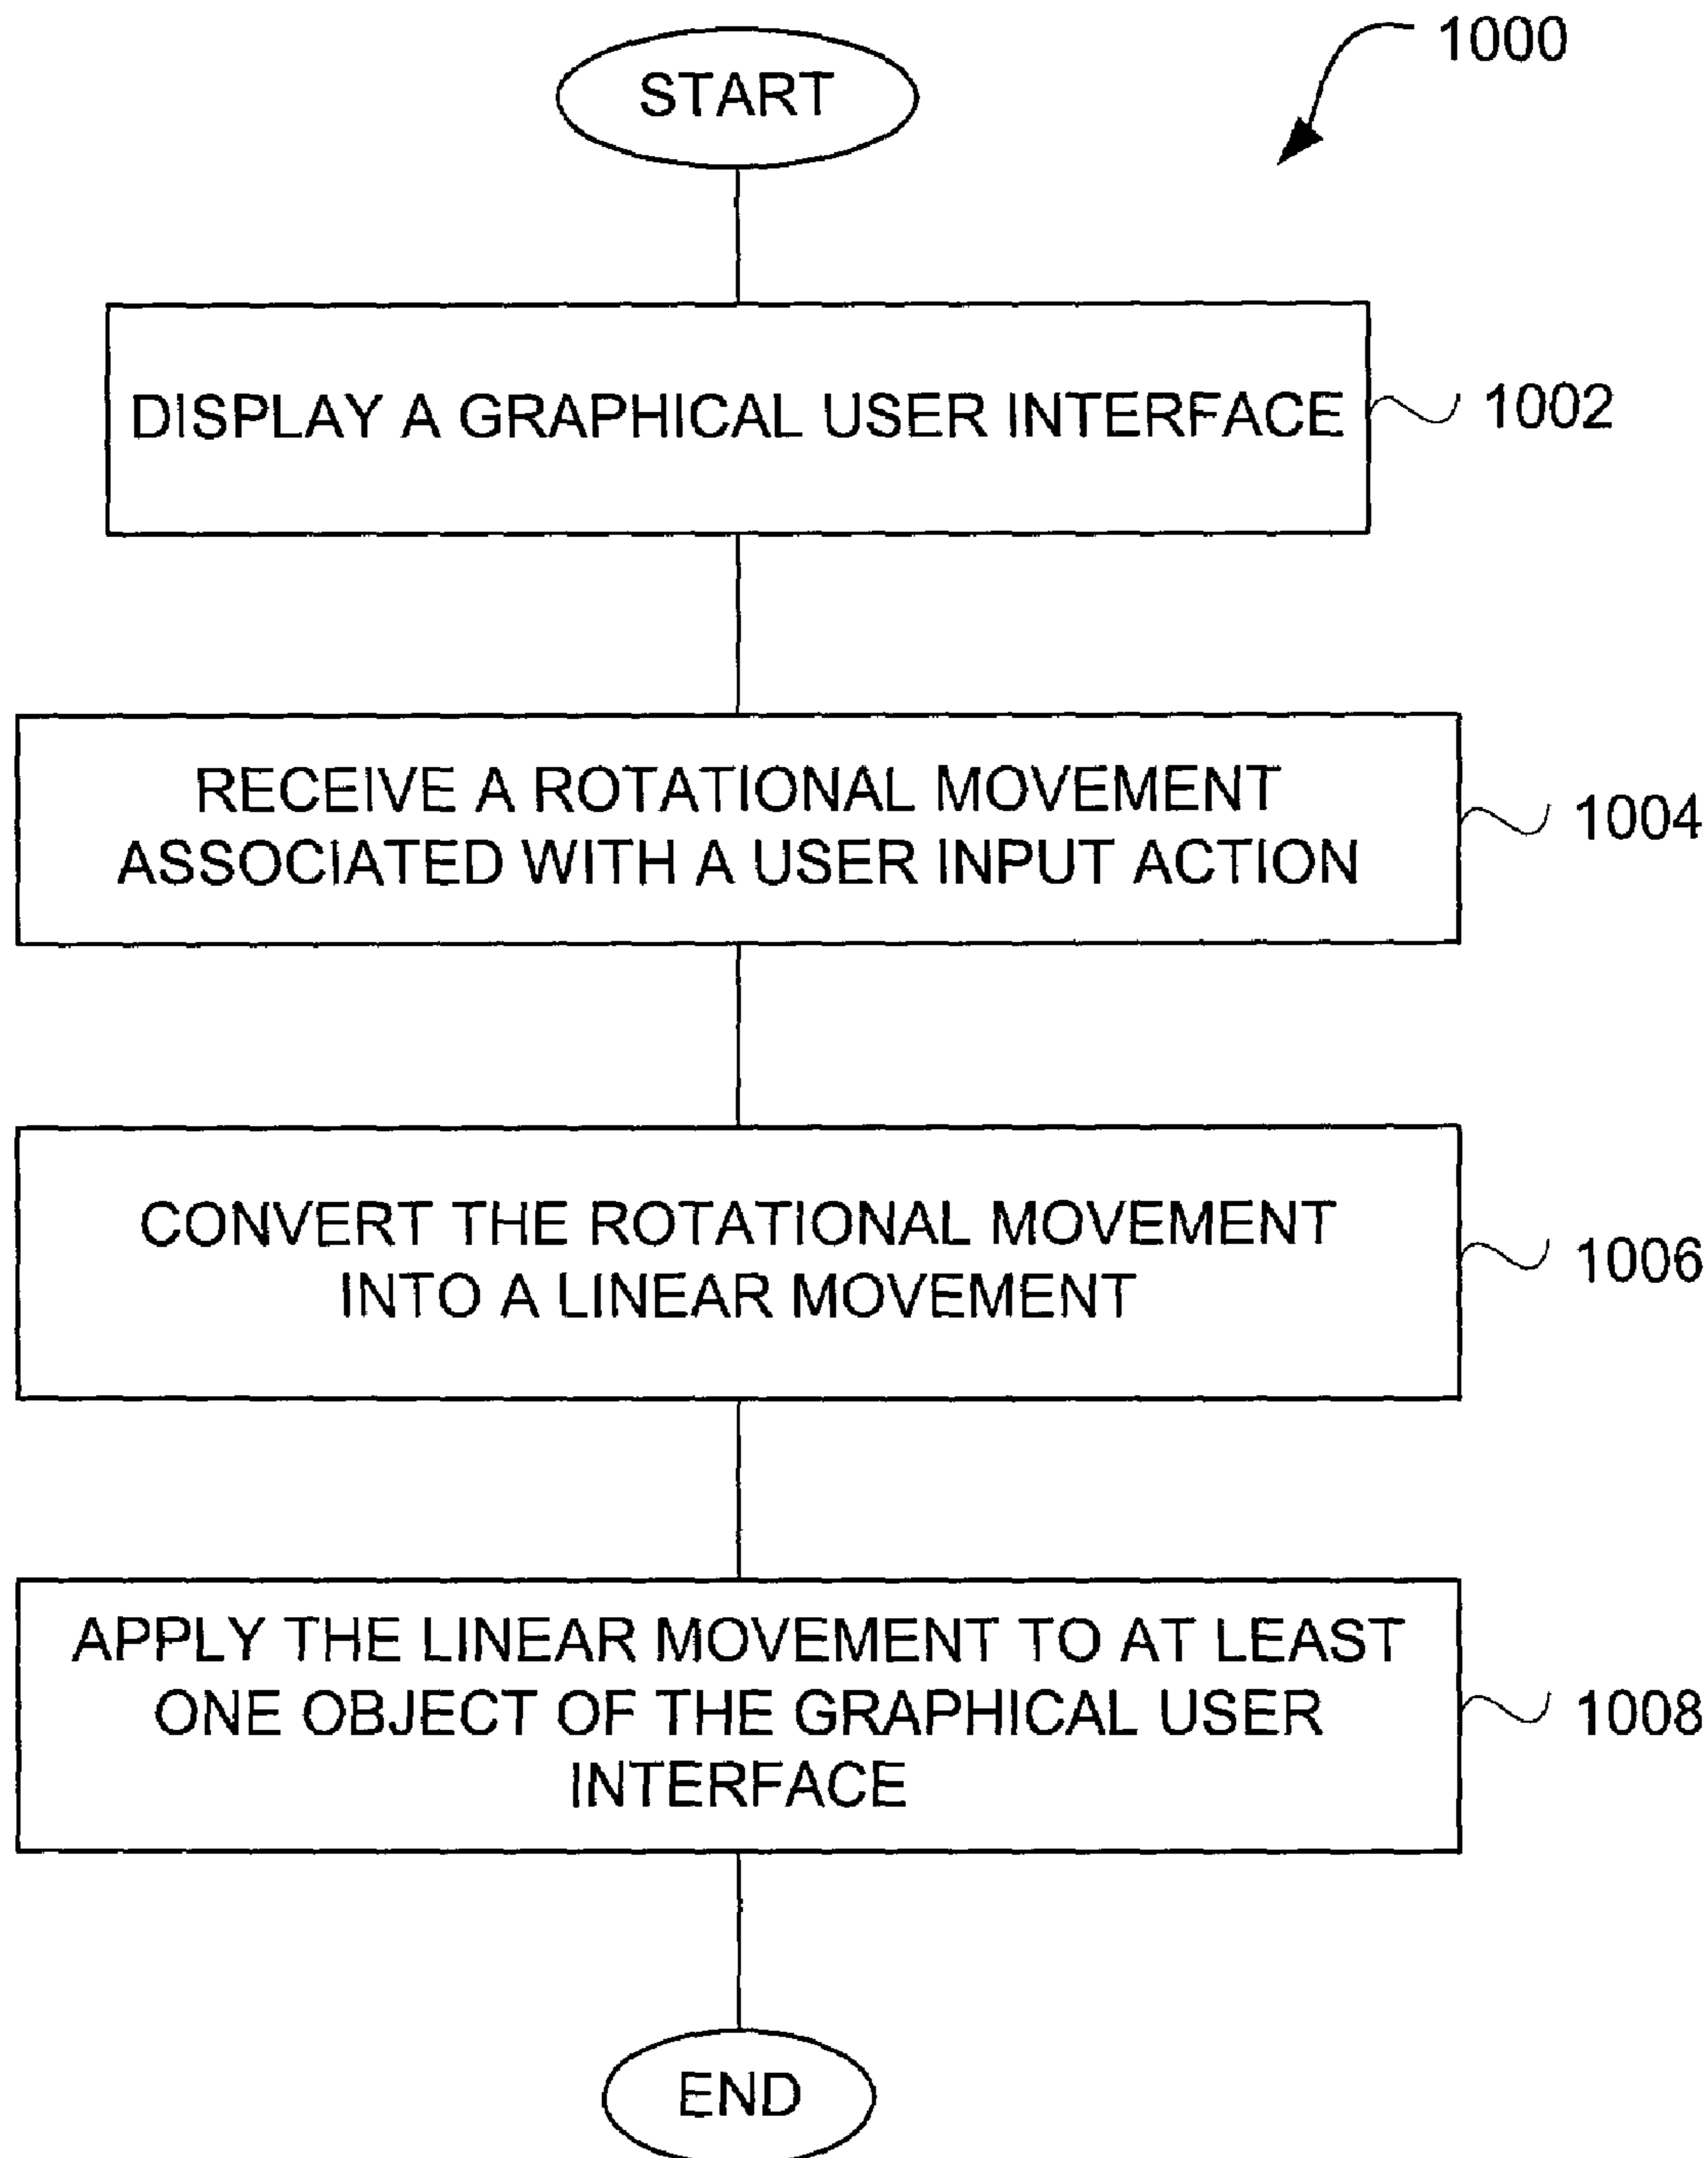 1000
START
DISPLAY A GRAPHICAL USER INTERFACE
1002
RECEIVE A ROTATIONAL MOVEMENT
ASSOCIATED WITH A USER INPUT ACTION
1004
CONVERT THE ROTATIONAL MOVEMENT
INTO A LINEAR MOVEMENT
1006
APPLY THE LINEAR MOVEMENT TO AT LEAST
ONE OBJECT OF THE GRAPHICAL USER
INTERFACE
1008
END